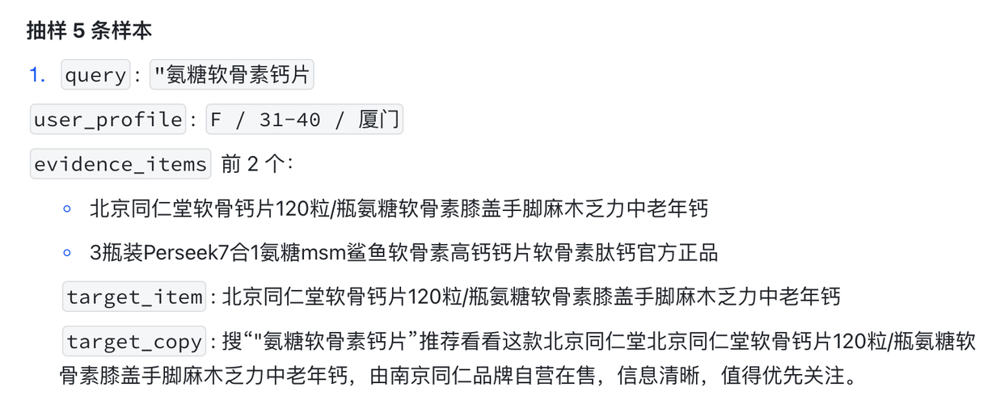 抽样 5 条样本
1. query: "氨糖软骨素钙片
user_profile: F / 31-40 / 厦门
evidence_items 前 2 个：
北京同仁堂软骨钙片120粒/瓶氨糖软骨素膝盖手脚麻木乏力中老年钙
3瓶装Perseek7合1氨糖msm鲨鱼软骨素高钙钙片软骨素肽钙官方正品
target_item: 北京同仁堂软骨钙片120粒/瓶氨糖软骨素膝盖手脚麻木乏力中老年钙
target_copy: 搜“"氨糖软骨素钙片”推荐看看这款北京同仁堂北京同仁堂软骨钙片120粒/瓶氨糖软
骨素膝盖手脚麻木乏力中老年钙，由南京同仁品牌自营在售，信息清晰，值得优先关注。